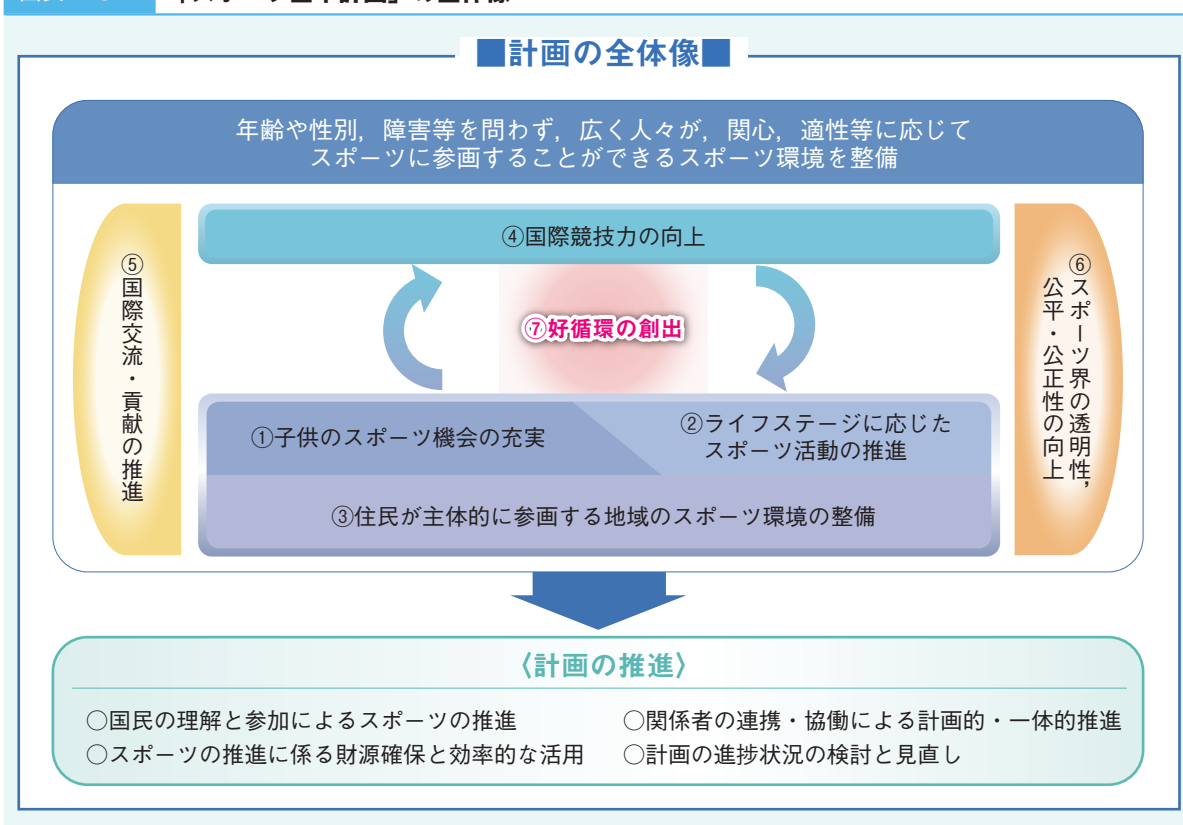 ■計画の全体像■
年齢や性別，障害等を問わず，広く人々が，関心，適性等に応じて
スポーツに参画することができるスポーツ環境を整備
④国際競技力の向上
⑤国際交流・貢献の推進
⑥スポーツ界の透明性，
公平・公正性の向上
⑦好循環の創出
①子供のスポーツ機会の充実
②ライフステージに応じた
スポーツ活動の推進
③住民が主体的に参画する地域のスポーツ環境の整備
〈計画の推進〉
○国民の理解と参加によるスポーツの推進
○関係者の連携・協働による計画的・一体的推進
○スポーツの推進に係る財源確保と効率的な活用
○計画の進捗状況の検討と見直し